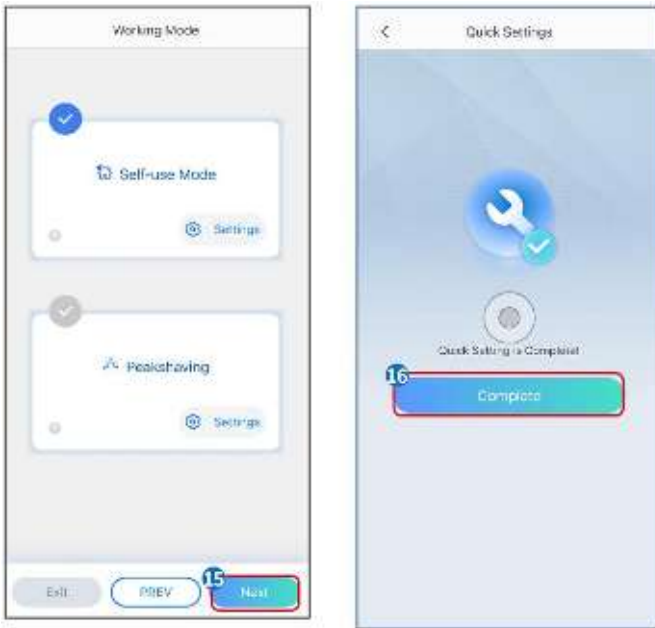 Working Mode
Self-use Mode
Settings
Peakshaving
Settings
Exit
PREV
15
Next
Quick Settings
Quick Setting is Complete!
16
Complete